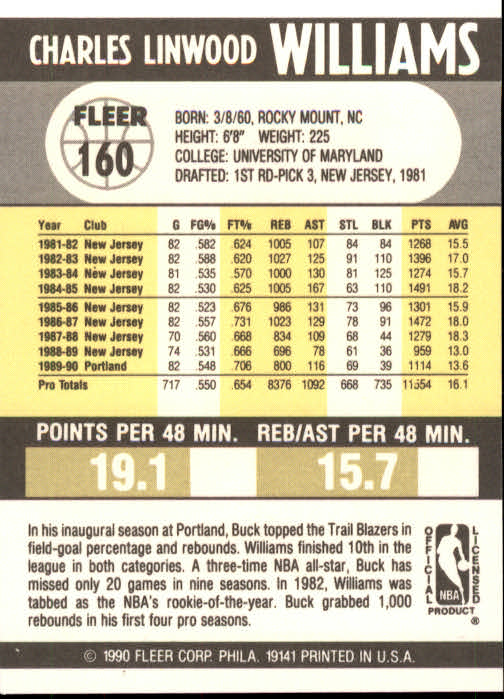 CHARLES LINWOOD WILLIAMS
FLEER
160
BORN: 3/8/60, ROCKY MOUNT, NC
HEIGHT: 6'8" WEIGHT: 225
COLLEGE: UNIVERSITY OF MARYLAND
DRAFTED: 1ST RD-PICK 3, NEW JERSEY, 1981
Year Club G FG% FT% REB AST STL BLK PTS AVG
1981-82 New Jersey 82 .582 .624 1005 107 84 84 1268 15.5
1982-83 New Jersey 82 .588 .620 1027 125 91 110 1396 17.0
1983-84 New Jersey 81 .535 .570 1000 130 81 125 1274 15.7
1984-85 New Jersey 82 .530 .625 1005 167 63 110 1491 18.2
1985-86 New Jersey 82 .523 .676 986 131 73 96 1301 15.9
1986-87 New Jersey 82 .557 .731 1023 129 78 91 1472 18.0
1987-88 New Jersey 70 .560 .668 834 109 68 44 1279 18.3
1988-89 New Jersey 74 .531 .666 696 78 61 36 959 13.0
1989-90 Portland 82 .548 .706 800 116 69 39 1114 13.6
Pro Totals 717 .550 .654 8376 1092 668 735 11554 16.1
POINTS PER 48 MIN. REB/AST PER 48 MIN.
19.1 15.7
In his inaugural season at Portland, Buck topped the Trail Blazers in
field-goal percentage and rebounds. Williams finished 10th in the
league in both categories. A three-time NBA all-star, Buck has
missed only 20 games in nine seasons. In 1982, Williams was
tabbed as the NBA's rookie-of-the-year. Buck grabbed 1,000
rebounds in his first four pro seasons.
OFFICIAL
LICENSED
NBA
PRODUCT ®
© 1990 FLEER CORP. PHILA. 19141 PRINTED IN U.S.A.